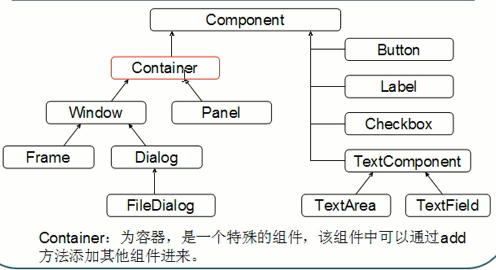 Component
Container
Button
Label
Window
Panel
Checkbox
Frame
Dialog
TextComponent
FileDialog
TextArea
TextField
Container：为容器，是一个特殊的组件，该组件中可以通过add
方法添加其他组件进来。